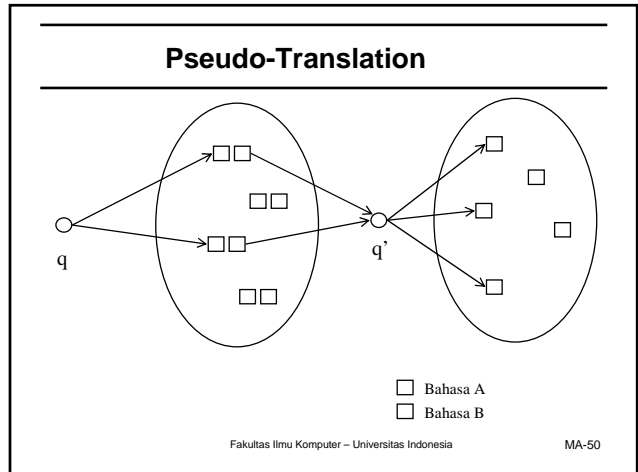 Pseudo-Translation
q
q’
Bahasa A
Bahasa B
Fakultas Ilmu Komputer – Universitas Indonesia
MA-50